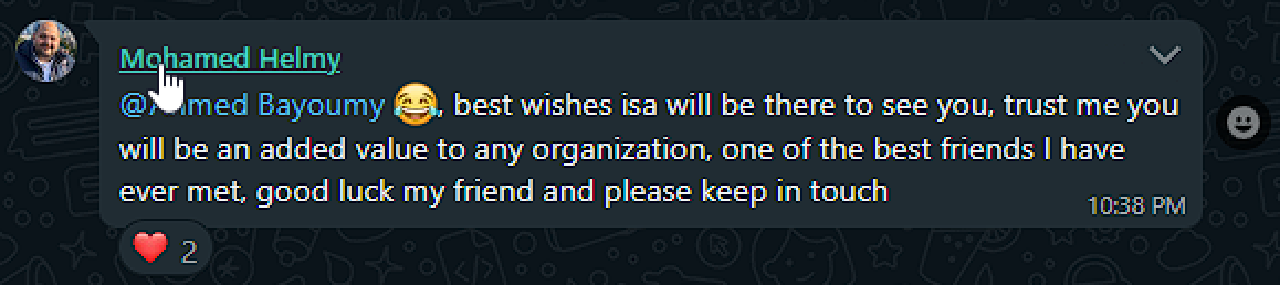 Mohamed Helmy
@Ahmed Bayoumy 😂, best wishes isa will be there to see you, trust me you
will be an added value to any organization, one of the best friends I have
ever met, good luck my friend and please keep in touch
10:38 PM
❤️ 2